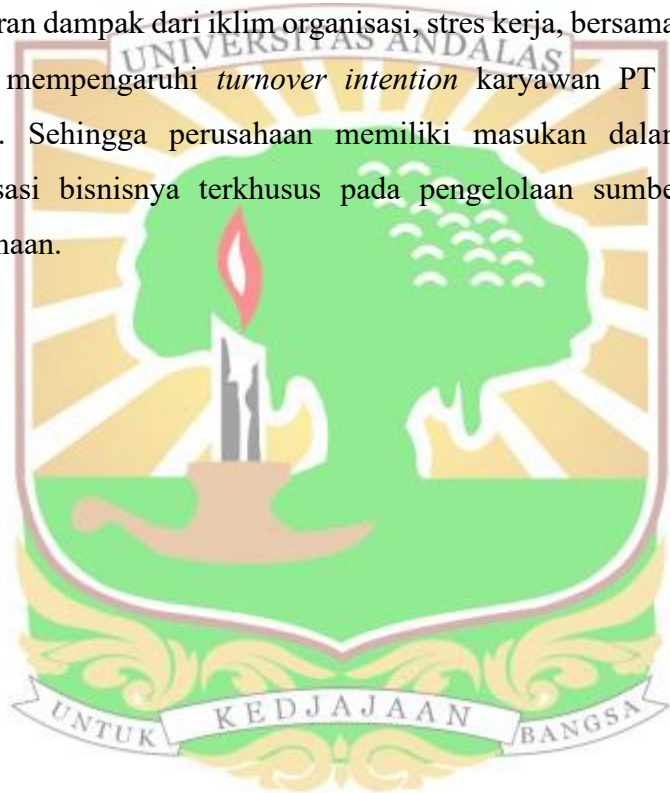 ran dampak dari iklim organisasi, stres kerja, bersama
UNIVERSITAS ANDALAS
mempengaruhi turnover intention karyawan PT
. Sehingga perusahaan memiliki masukan dalam
sasi bisnisnya terkhusus pada pengelolaan sumbe
haan.
UNTUK KEDJAJAAN BANGSA